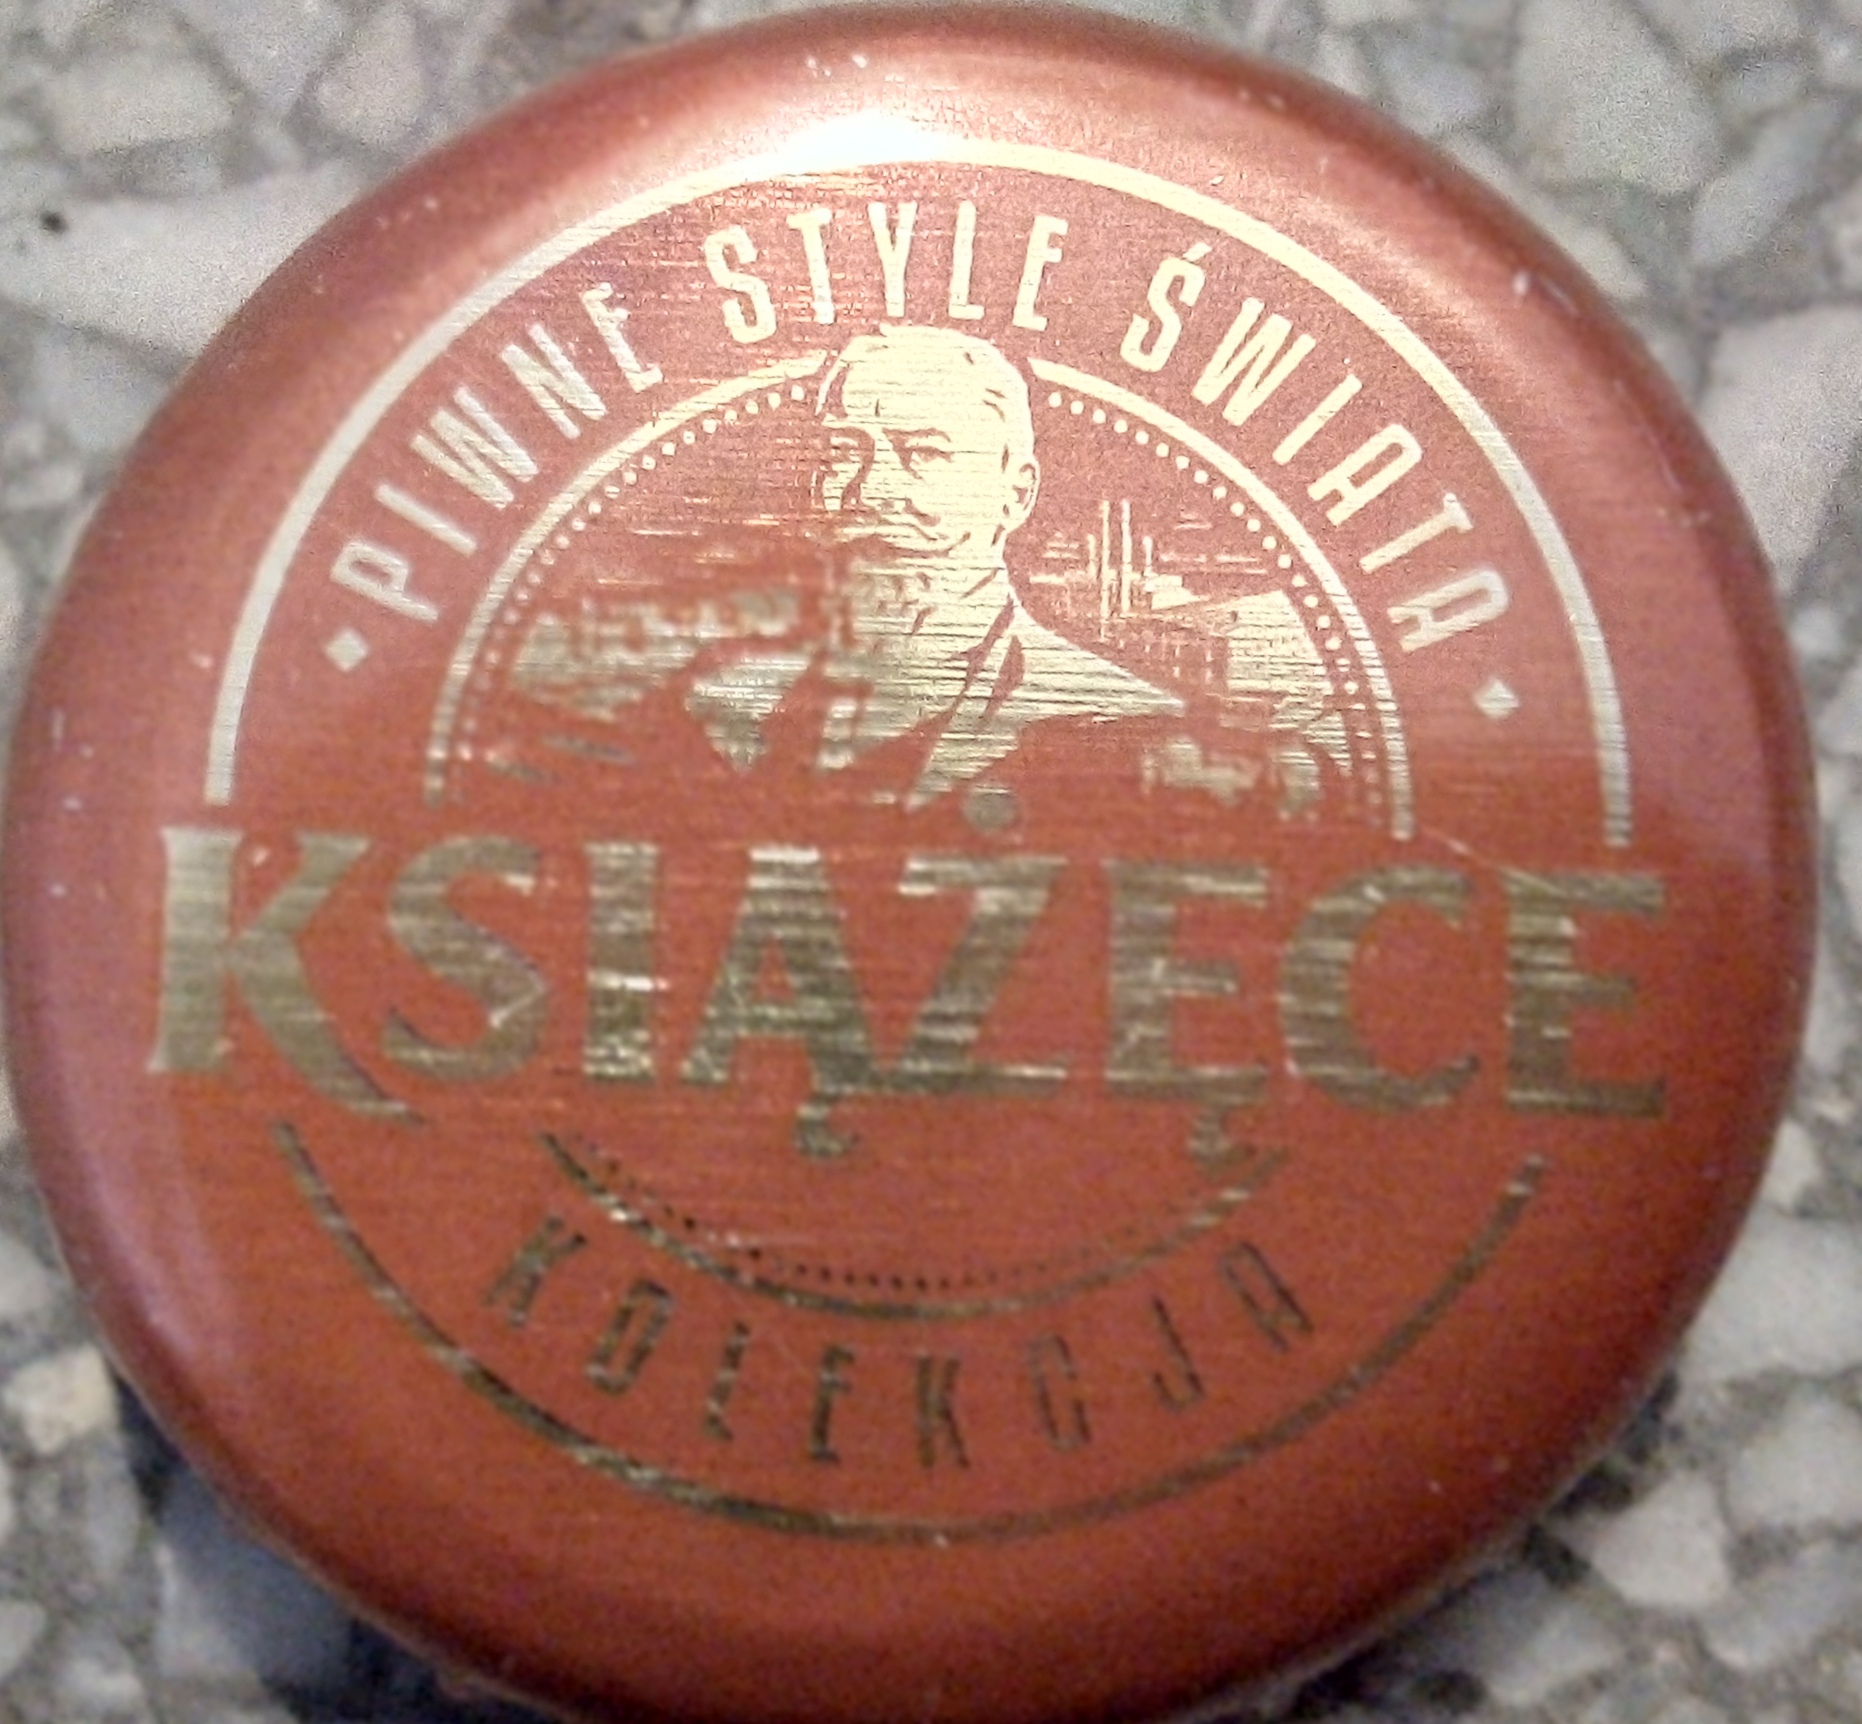 • PIWNE STYLE ŚWIATA •
KSIĄŻĘCE
KOLEKCJA